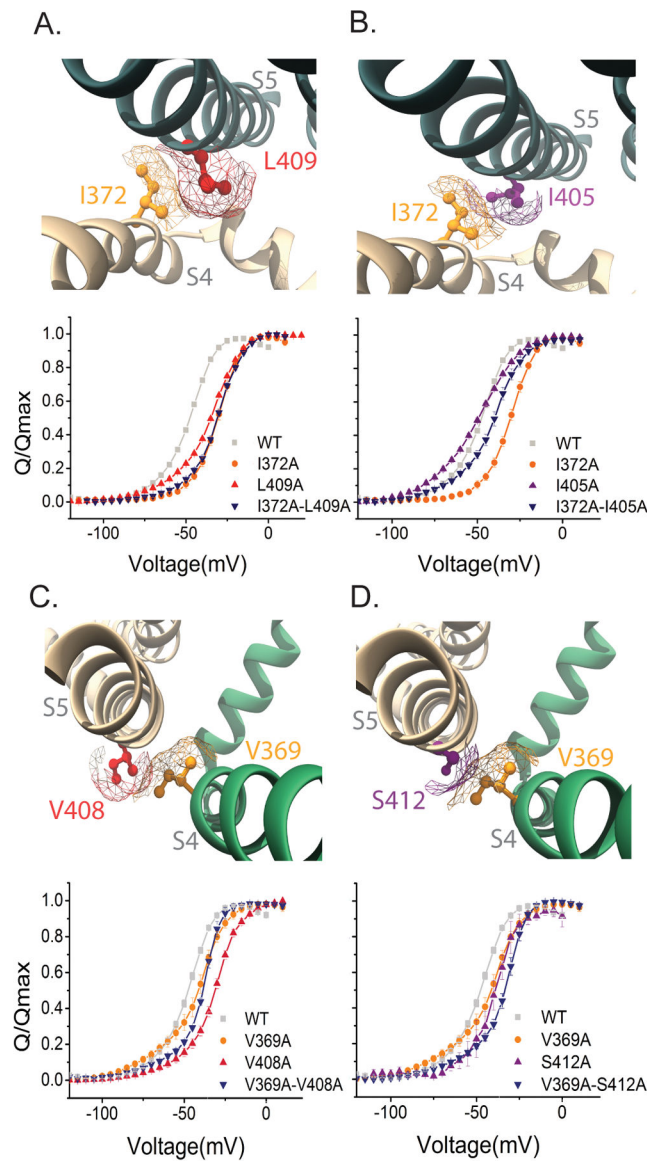 A.
S5
L409
I372
S4
1.0
0.8
0.6
0.4
0.2
0.0
Q/Qmax
WT
I372A
L409A
I372A-L409A
-100
-50
0
Voltage(mV)
B.
S5
I405
I372
S4
WT
I372A
I405A
I372A-I405A
-100
-50
0
Voltage(mV)
C.
S5
V369
V408
S4
1.0
0.8
0.6
0.4
0.2
0.0
Q/Qmax
WT
V369A
V408A
V369A-V408A
-100
-50
0
Voltage(mV)
D.
S5
V369
S412
S4
WT
V369A
S412A
V369A-S412A
-100
-50
0
Voltage(mV)